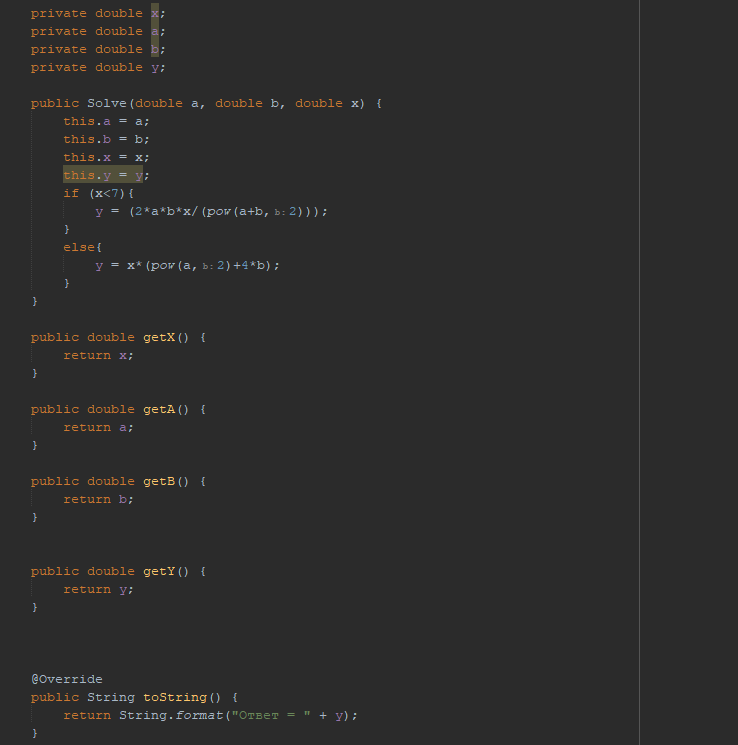 private double x;
private double a;
private double b;
private double y;
public Solve(double a, double b, double x) {
this.a = a;
this.b = b;
this.x = x;
this.y = y;
if (x<7){
y = (2*a*b*x/(pow(a+b, b: 2)));
}
else{
y = x*(pow(a, b: 2)+4*b);
}
}
public double getX() {
return x;
}
public double getA() {
return a;
}
public double getB() {
return b;
}
public double getY() {
return y;
}
@Override
public String toString() {
return String.format("Ответ = " + y);
}